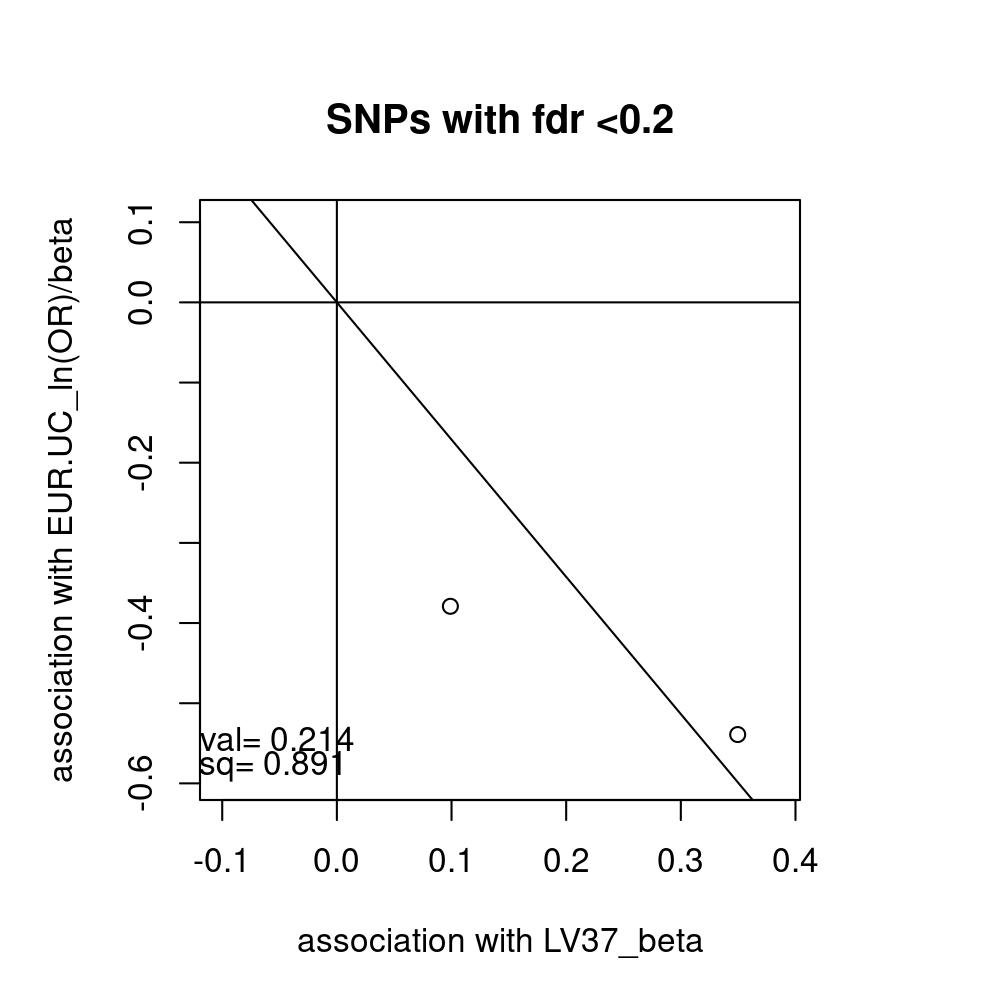 SNPs with fdr <0.2
association with EUR.UC_ln(OR)/beta
0.1
0.0
-0.2
-0.4
-0.6
val= 0.214
sq= 0.891
-0.1
0.0
0.1
0.2
0.3
0.4
association with LV37_beta